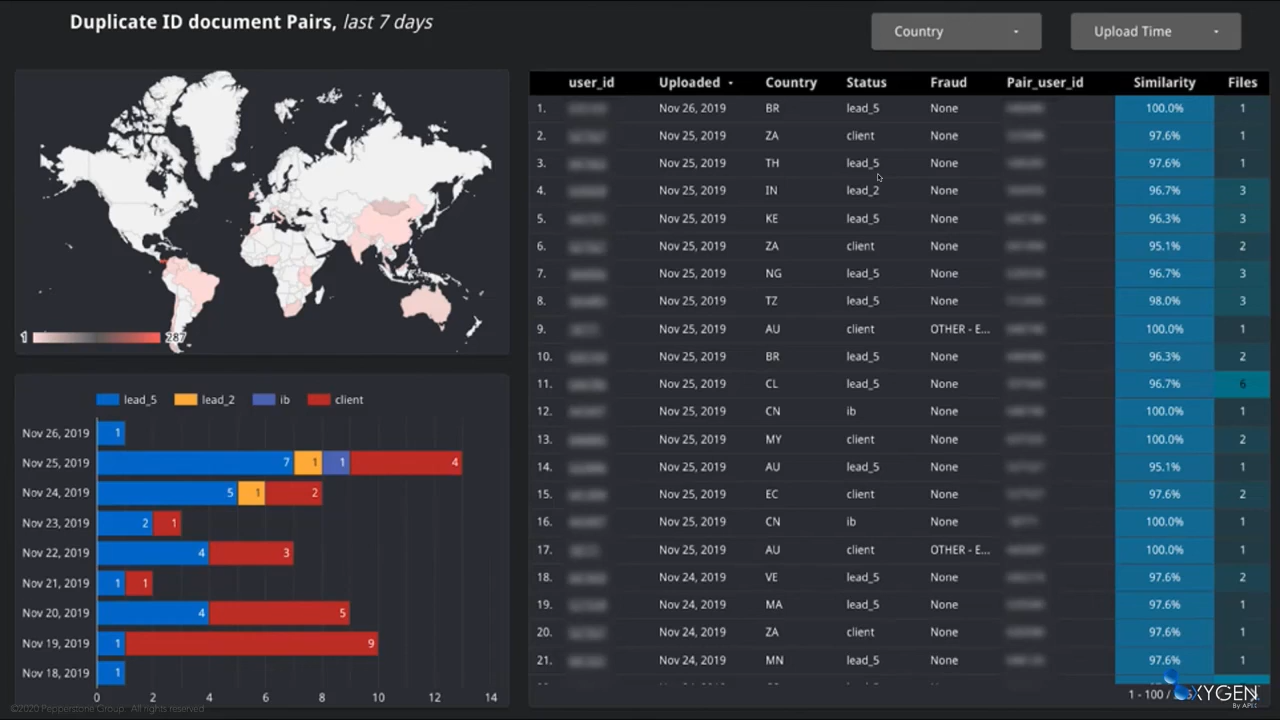 Duplicate ID document Pairs, last 7 days
Country
Upload Time
1
287
lead_5 lead_2 ib client
Nov 26, 2019 1
Nov 25, 2019 7 1 1 4
Nov 24, 2019 5 1 2
Nov 23, 2019 2 1
Nov 22, 2019 4 3
Nov 21, 2019 1 1
Nov 20, 2019 4 5
Nov 19, 2019 1 9
Nov 18, 2019 1
0 2 4 6 8 10 12 14
user_id Uploaded Country Status Fraud Pair_user_id Similarity Files
1. Nov 26, 2019 BR lead_5 None 100.0% 1
2. Nov 25, 2019 ZA client None 97.6% 1
3. Nov 25, 2019 TH lead_5 None 97.6% 1
4. Nov 25, 2019 IN lead_2 None 96.7% 3
5. Nov 25, 2019 KE lead_5 None 96.3% 3
6. Nov 25, 2019 ZA client None 95.1% 2
7. Nov 25, 2019 NG lead_5 None 96.7% 3
8. Nov 25, 2019 TZ lead_5 None 98.0% 3
9. Nov 25, 2019 AU client OTHER - E... 100.0% 1
10. Nov 25, 2019 BR lead_5 None 96.3% 2
11. Nov 25, 2019 CL lead_5 None 96.7% 6
12. Nov 25, 2019 CN ib None 100.0% 1
13. Nov 25, 2019 MY client None 100.0% 2
14. Nov 25, 2019 AU lead_5 None 95.1% 1
15. Nov 25, 2019 EC client None 97.6% 2
16. Nov 25, 2019 CN ib None 100.0% 1
17. Nov 25, 2019 AU client OTHER - E... 100.0% 1
18. Nov 24, 2019 VE lead_5 None 97.6% 2
19. Nov 24, 2019 MA lead_5 None 97.6% 1
20. Nov 24, 2019 ZA client None 97.6% 1
21. Nov 24, 2019 MN lead_5 None 97.6% 1
1 - 100 /
OXYGEN
By APEC
©2020 Pepperstone Group. All rights reserved